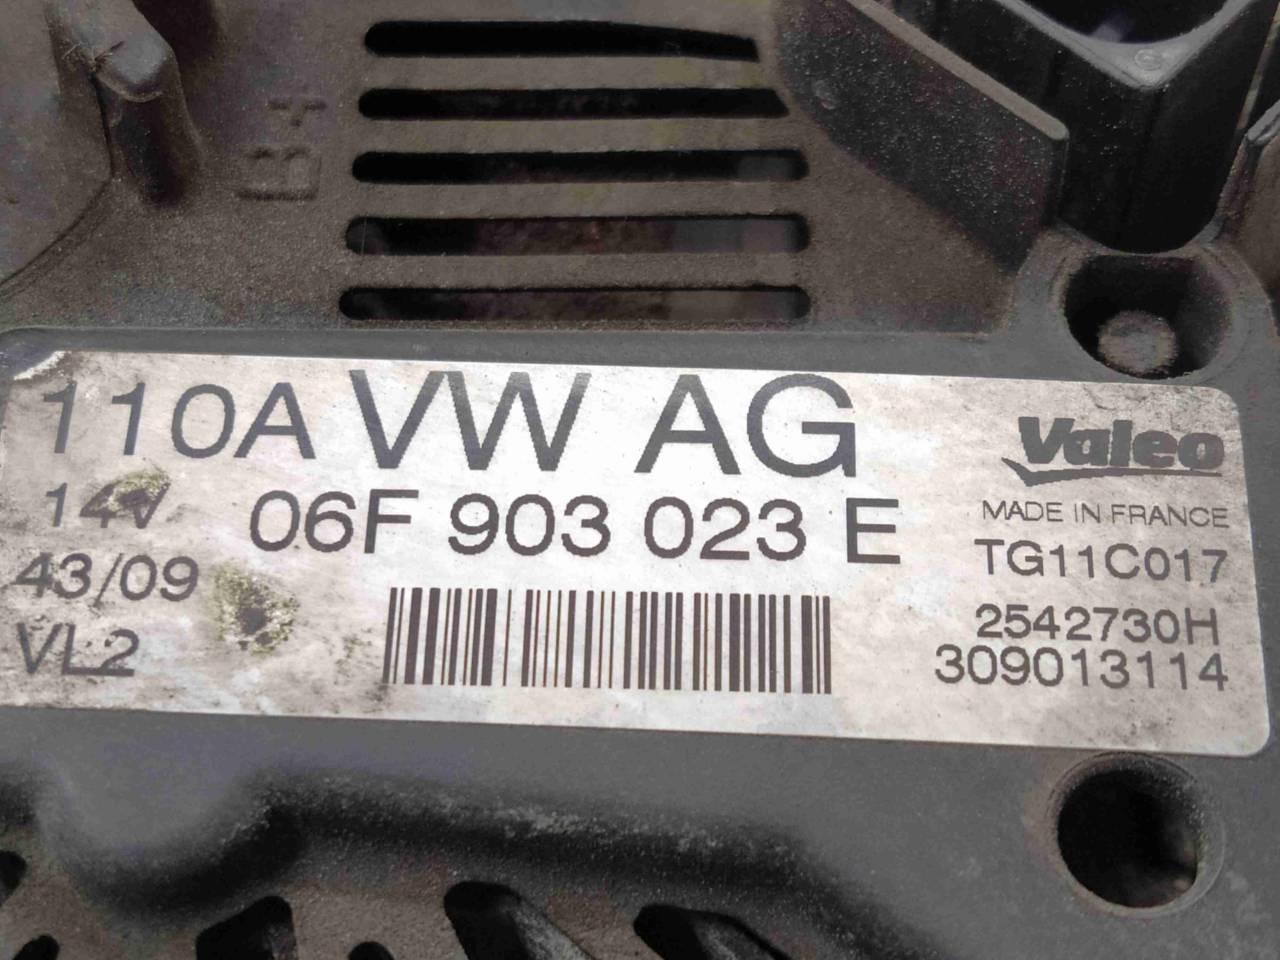 B+
110A VW AG
Valeo
14V 06F 903 023 E
MADE IN FRANCE
43/09
TG11C017
VL2
2542730H
309013114